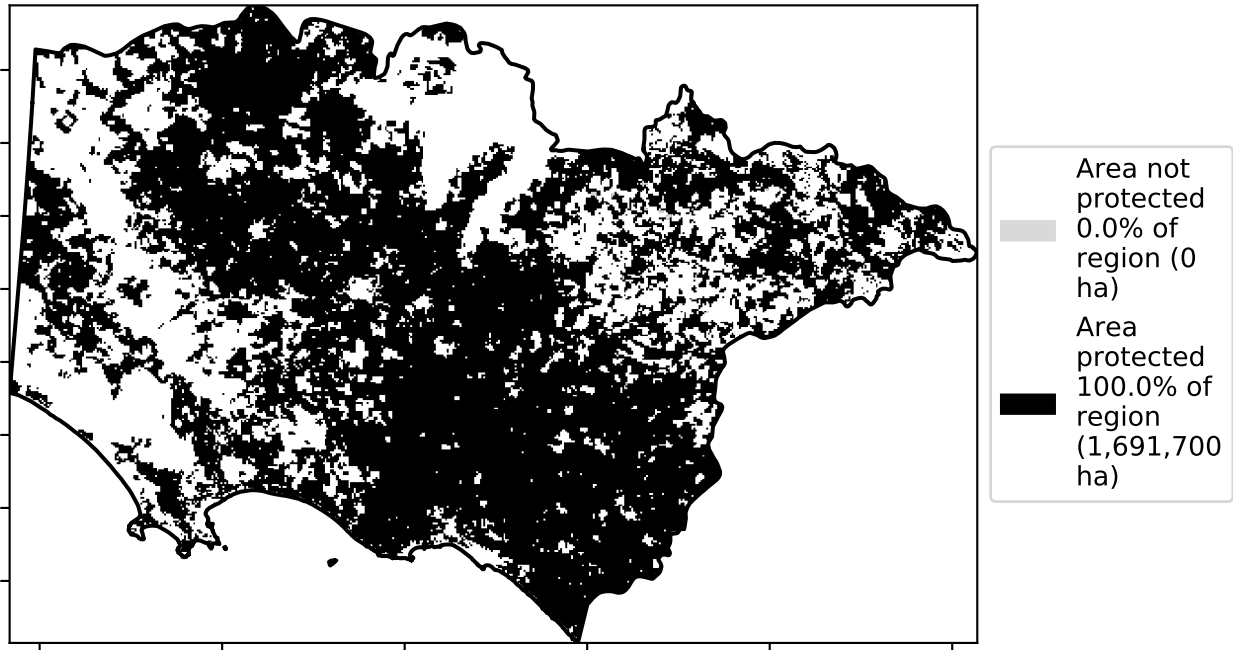 Area not
protected
0.0% of
region (0
ha)
Area
protected
100.0% of
region
(1,691,700
ha)